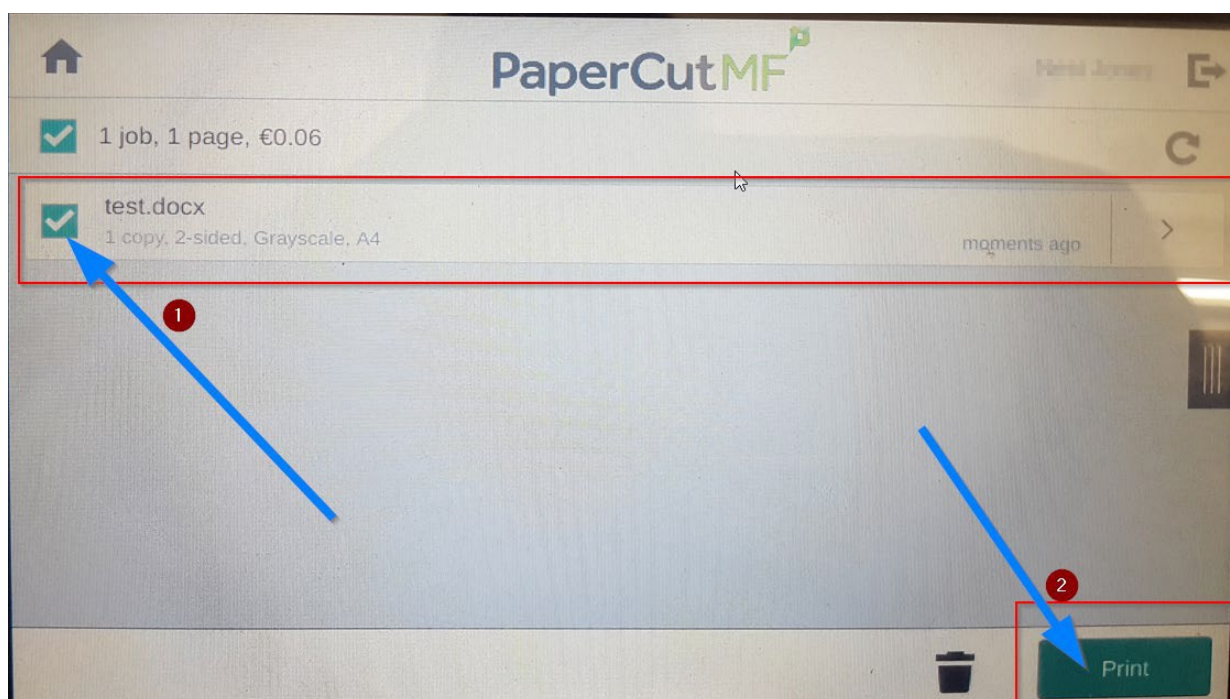 PaperCutMF
1 job, 1 page, €0.06
test.docx
1 copy, 2-sided, Grayscale, A4
moments ago
1
2
Print